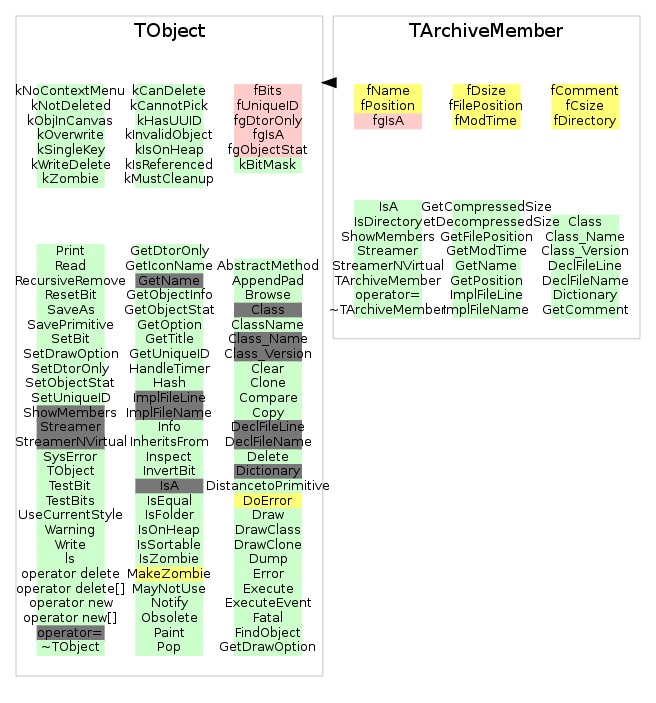 TObject
kNoContextMenu
kNotDeleted
kObjInCanvas
kOverwrite
kSingleKey
kWriteDelete
kZombie
kCanDelete
kCannotPick
kHasUUID
kInvalidObject
kIsOnHeap
kIsReferenced
kMustCleanup
fBits
fUniqueID
fgDtorOnly
fgIsA
fgObjectStat
kBitMask
Print
Read
RecursiveRemove
ResetBit
SaveAs
SavePrimitive
SetBit
SetDrawOption
SetDtorOnly
SetObjectStat
SetUniqueID
ShowMembers
Streamer
StreamerNVirtual
SysError
TObject
TestBit
TestBits
UseCurrentStyle
Warning
Write
ls
operator delete
operator delete[]
operator new
operator new[]
operator=
~TObject
GetDtorOnly
GetIconName
GetName
GetObjectInfo
GetObjectStat
GetOption
GetTitle
GetUniqueID
HandleTimer
Hash
ImplFileLine
ImplFileName
Info
InheritsFrom
Inspect
InvertBit
IsA
IsEqual
IsFolder
IsOnHeap
IsSortable
IsZombie
MakeZombie
MayNotUse
Notify
Obsolete
Paint
Pop
AbstractMethod
AppendPad
Browse
Class
ClassName
Class_Name
Class_Version
Clear
Clone
Compare
Copy
DeclFileLine
DeclFileName
Delete
Dictionary
DistancetoPrimitive
DoError
Draw
DrawClass
DrawClone
Dump
Error
Execute
ExecuteEvent
Fatal
FindObject
GetDrawOption
TArchiveMember
fName
fPosition
fgIsA
fDsize
fFilePosition
fModTime
fComment
fCsize
fDirectory
IsA
IsDirectory
ShowMembers
Streamer
StreamerNVirtual
TArchiveMember
operator=
~TArchiveMember
GetCompressedSize
etDecompressedSize
GetFilePosition
GetModTime
GetName
GetPosition
ImplFileLine
ImplFileName
Class
Class_Name
Class_Version
DeclFileLine
DeclFileName
Dictionary
GetComment